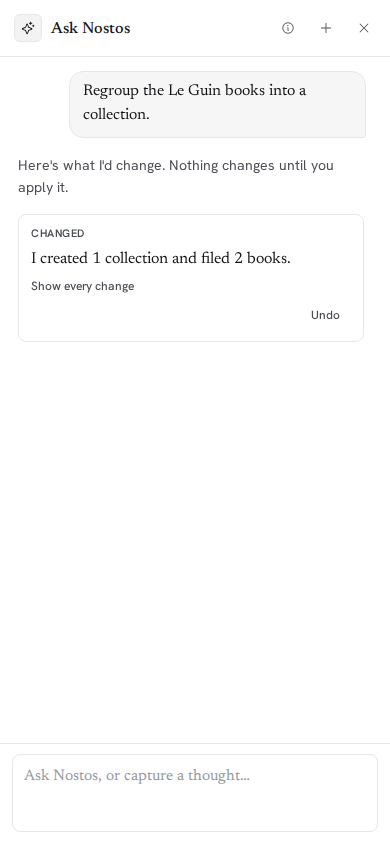 Ask Nostos
Regroup the Le Guin books into a
collection.
Here's what I'd change. Nothing changes until you
apply it.
CHANGED
I created 1 collection and filed 2 books.
Show every change
Undo
Ask Nostos, or capture a thought...